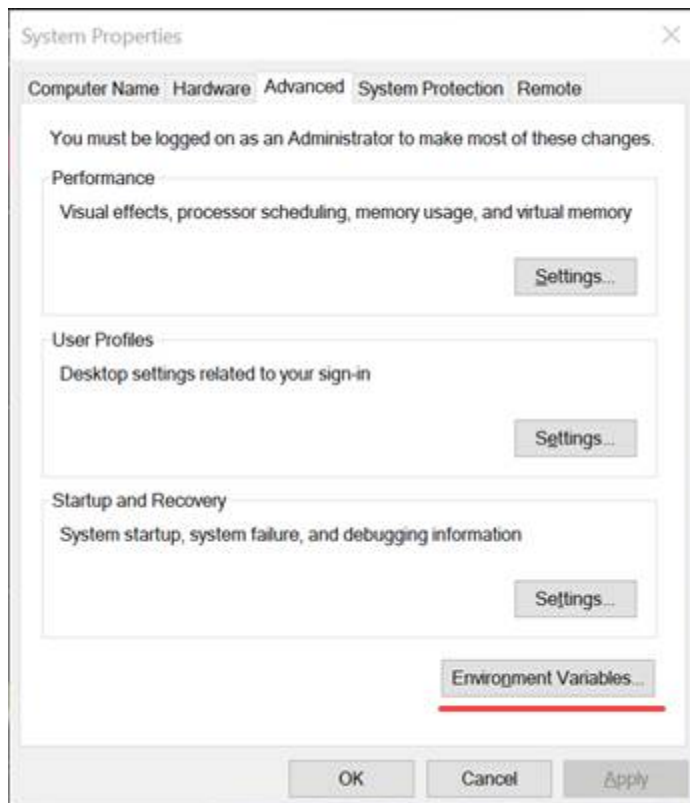 System Properties
Computer Name Hardware Advanced System Protection Remote
You must be logged on as an Administrator to make most of these changes.
Performance
Visual effects, processor scheduling, memory usage, and virtual memory
Settings...
User Profiles
Desktop settings related to your sign-in
Settings...
Startup and Recovery
System startup, system failure, and debugging information
Settings...
Environment Variables...
OK Cancel Apply